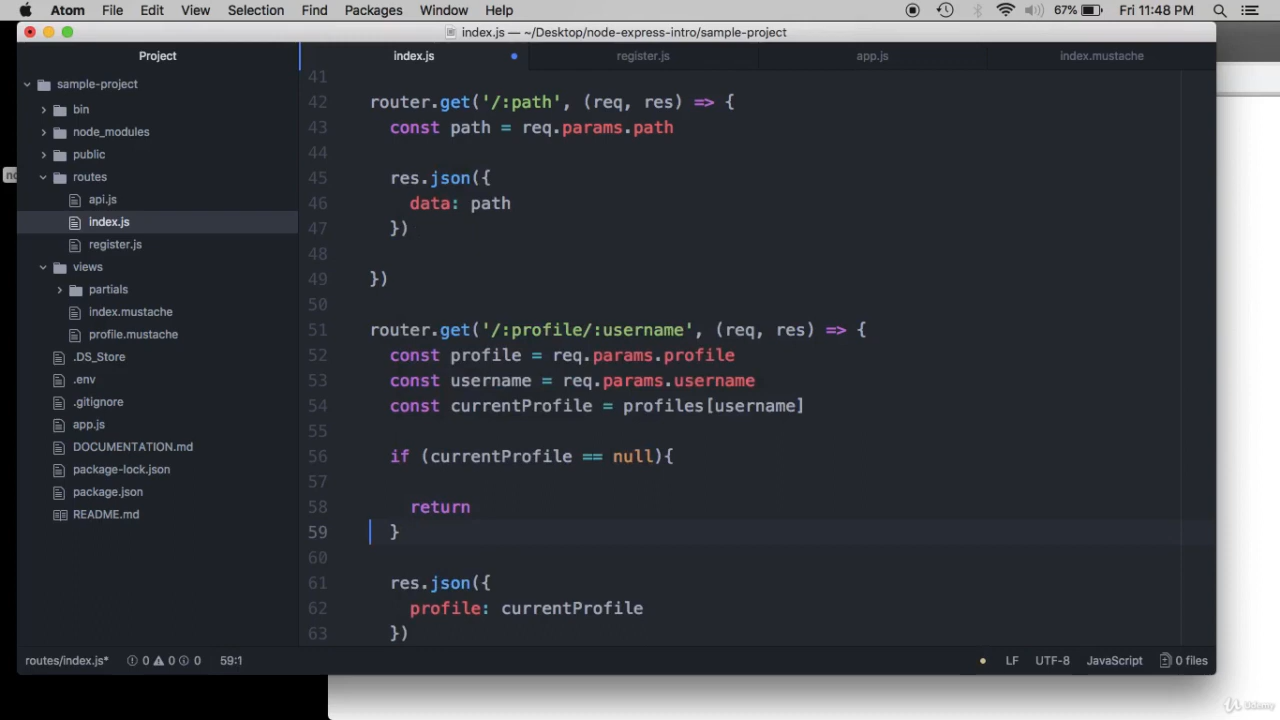 Atom File Edit View Selection Find Packages Window Help 67% Fri 11:48 PM
index.js — ~/Desktop/node-express-intro/sample-project
Project index.js register.js app.js index.mustache
sample-project
bin
node_modules
public
routes
api.js
index.js
register.js
views
partials
index.mustache
profile.mustache
.DS_Store
.env
.gitignore
app.js
DOCUMENTATION.md
package-lock.json
package.json
README.md
41
42 router.get('/:path', (req, res) => {
43 const path = req.params.path
44
45 res.json({
46 data: path
47 })
48
49 })
50
51 router.get('/:profile/:username', (req, res) => {
52 const profile = req.params.profile
53 const username = req.params.username
54 const currentProfile = profiles[username]
55
56 if (currentProfile == null){
57
58 return
59 }
60
61 res.json({
62 profile: currentProfile
63 })
routes/index.js* 0 0 0 59:1 LF UTF-8 JavaScript 0 files
Udemy